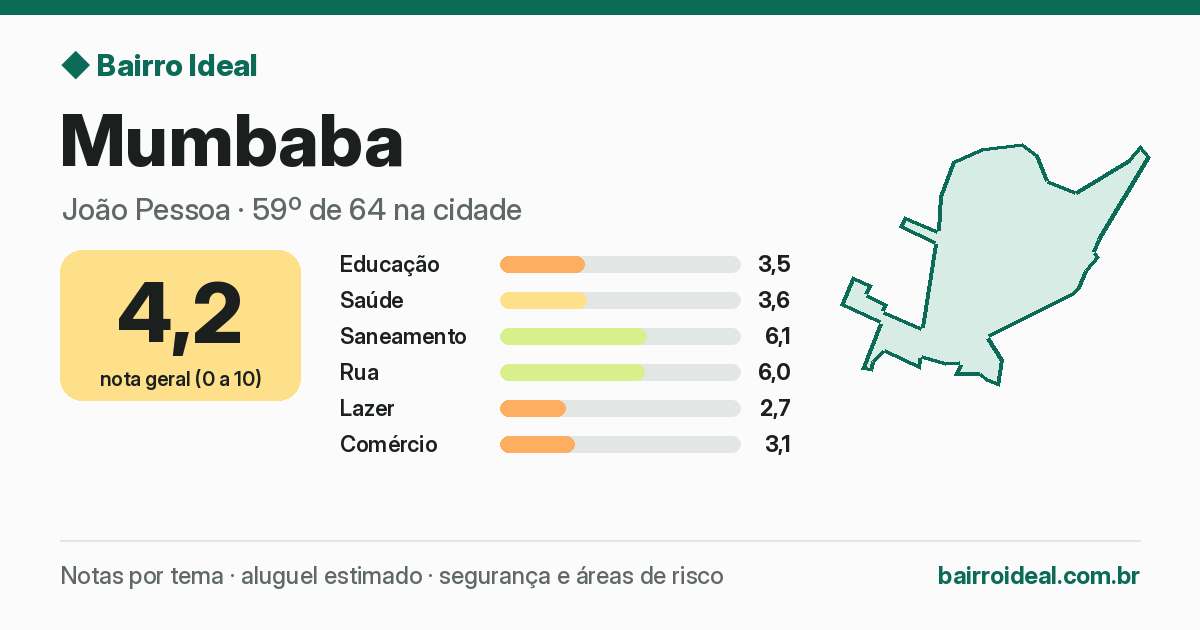 Bairro Ideal
Mumbaba
João Pessoa · 59º de 64 na cidade
4,2
nota geral (0 a 10)
Educação 3,5
Saúde 3,6
Saneamento 6,1
Rua 6,0
Lazer 2,7
Comércio 3,1
Notas por tema · aluguel estimado · segurança e áreas de risco
bairroideal.com.br